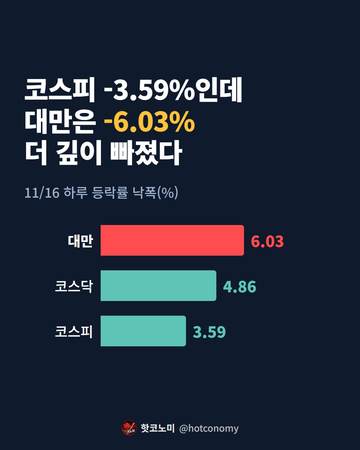 코스피 -3.59%인데
대만은 -6.03%
더 깊이 빠졌다
11/16 하루 등락률 낙폭(%)
대만 6.03
코스닥 4.86
코스피 3.59
핫코노미 @hotconomy